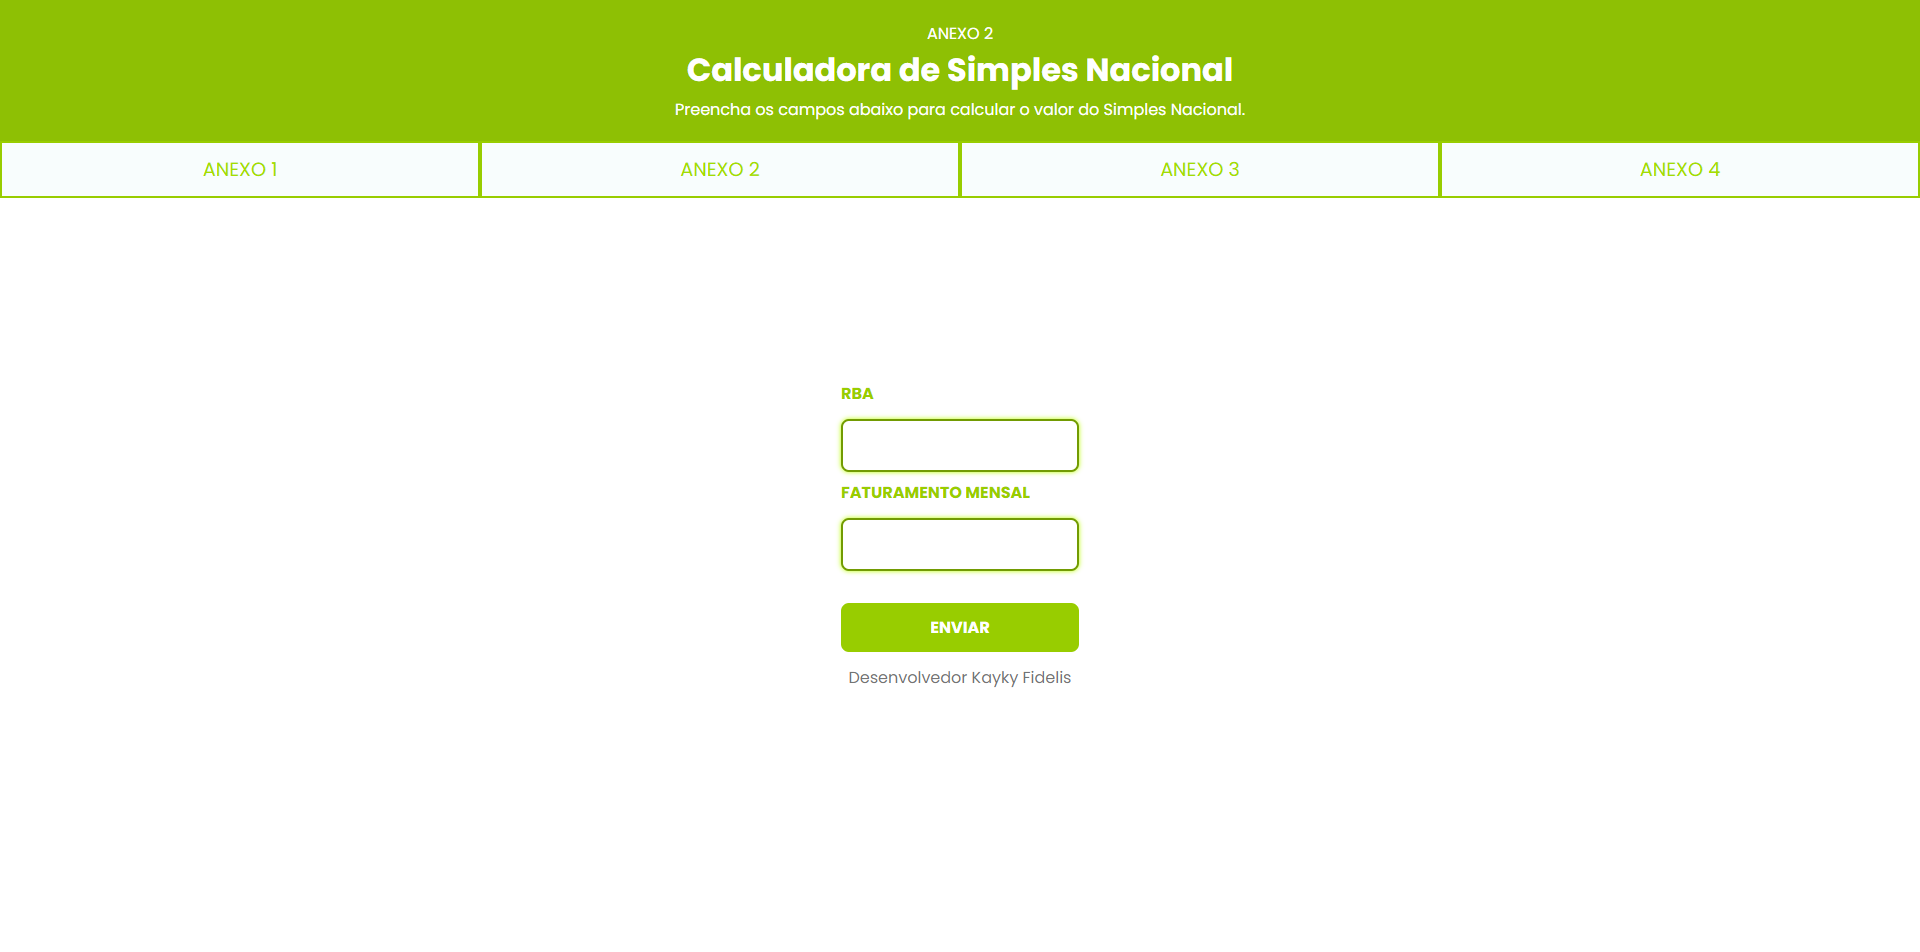 ANEXO 2
Calculadora de Simples Nacional
Preencha os campos abaixo para calcular o valor do Simples Nacional.
ANEXO 1
ANEXO 2
ANEXO 3
ANEXO 4
RBA
FATURAMENTO MENSAL
ENVIAR
Desenvolvedor Kayky Fidelis